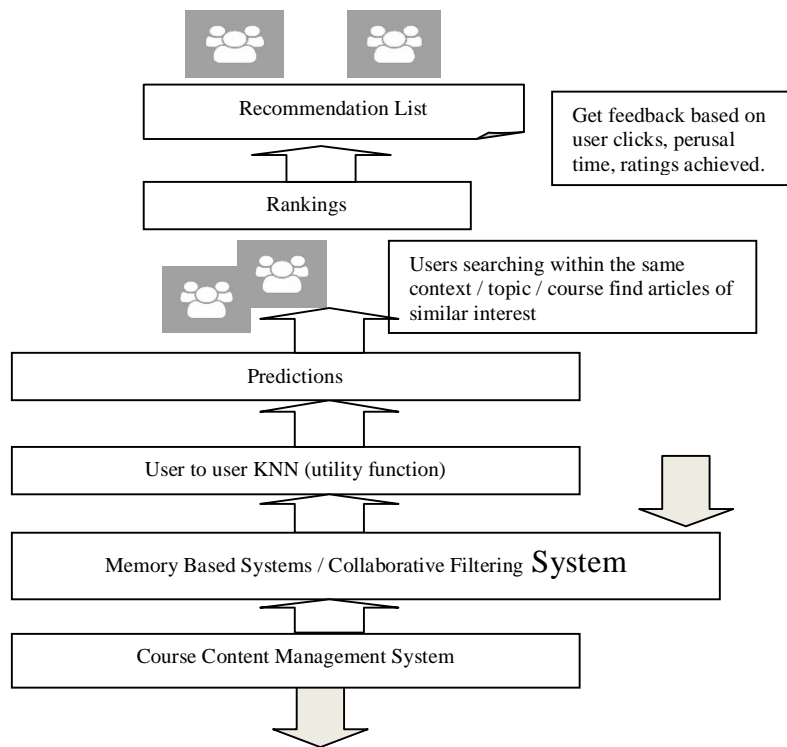 Recommendation List
Get feedback based on
user clicks, perusal
time, ratings achieved.
Rankings
Users searching within the same
context / topic / course find articles of
similar interest
Predictions
User to user KNN (utility function)
Memory Based Systems / Collaborative Filtering System
Course Content Management System